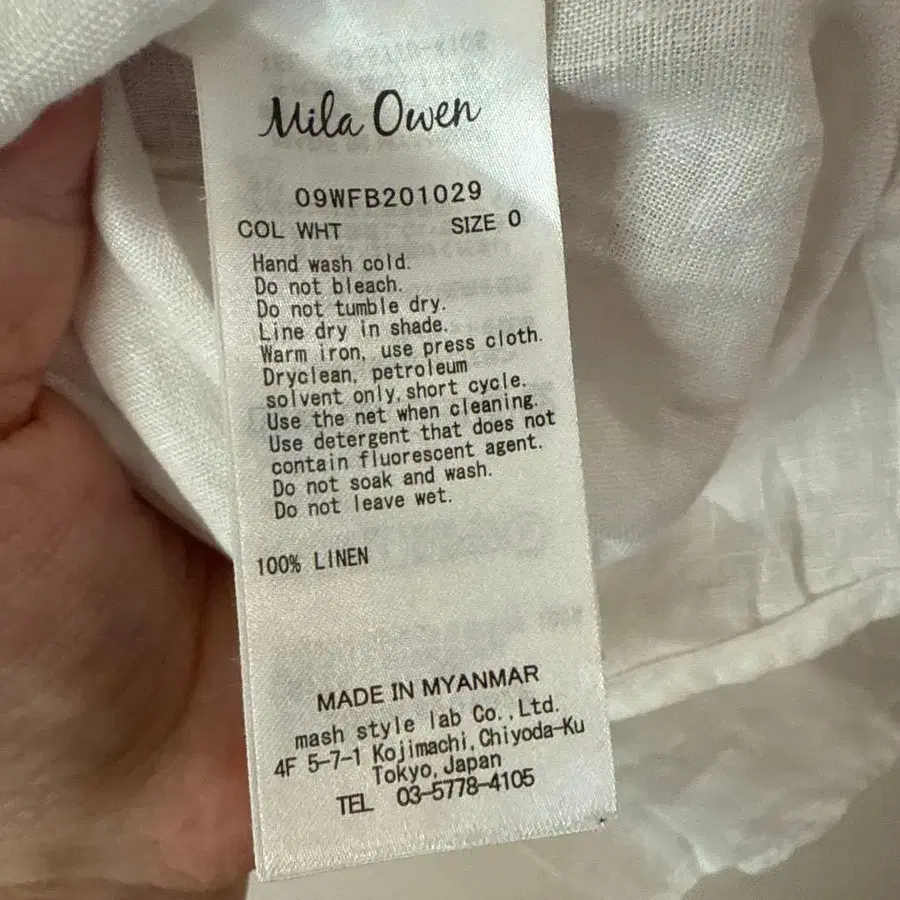 Mila Owen
09WFB201029
COL WHT SIZE 0
Hand wash cold.
Do not bleach.
Do not tumble dry.
Line dry in shade.
Warm iron, use press cloth.
Dryclean, petroleum
solvent only, short cycle.
Use the net when cleaning.
Use detergent that does not
contain fluorescent agent.
Do not soak and wash.
Do not leave wet.
100% LINEN
MADE IN MYANMAR
mash style lab Co.,Ltd.
4F 5-7-1 Kojimachi,Chiyoda-Ku
Tokyo,Japan
TEL 03-5778-4105